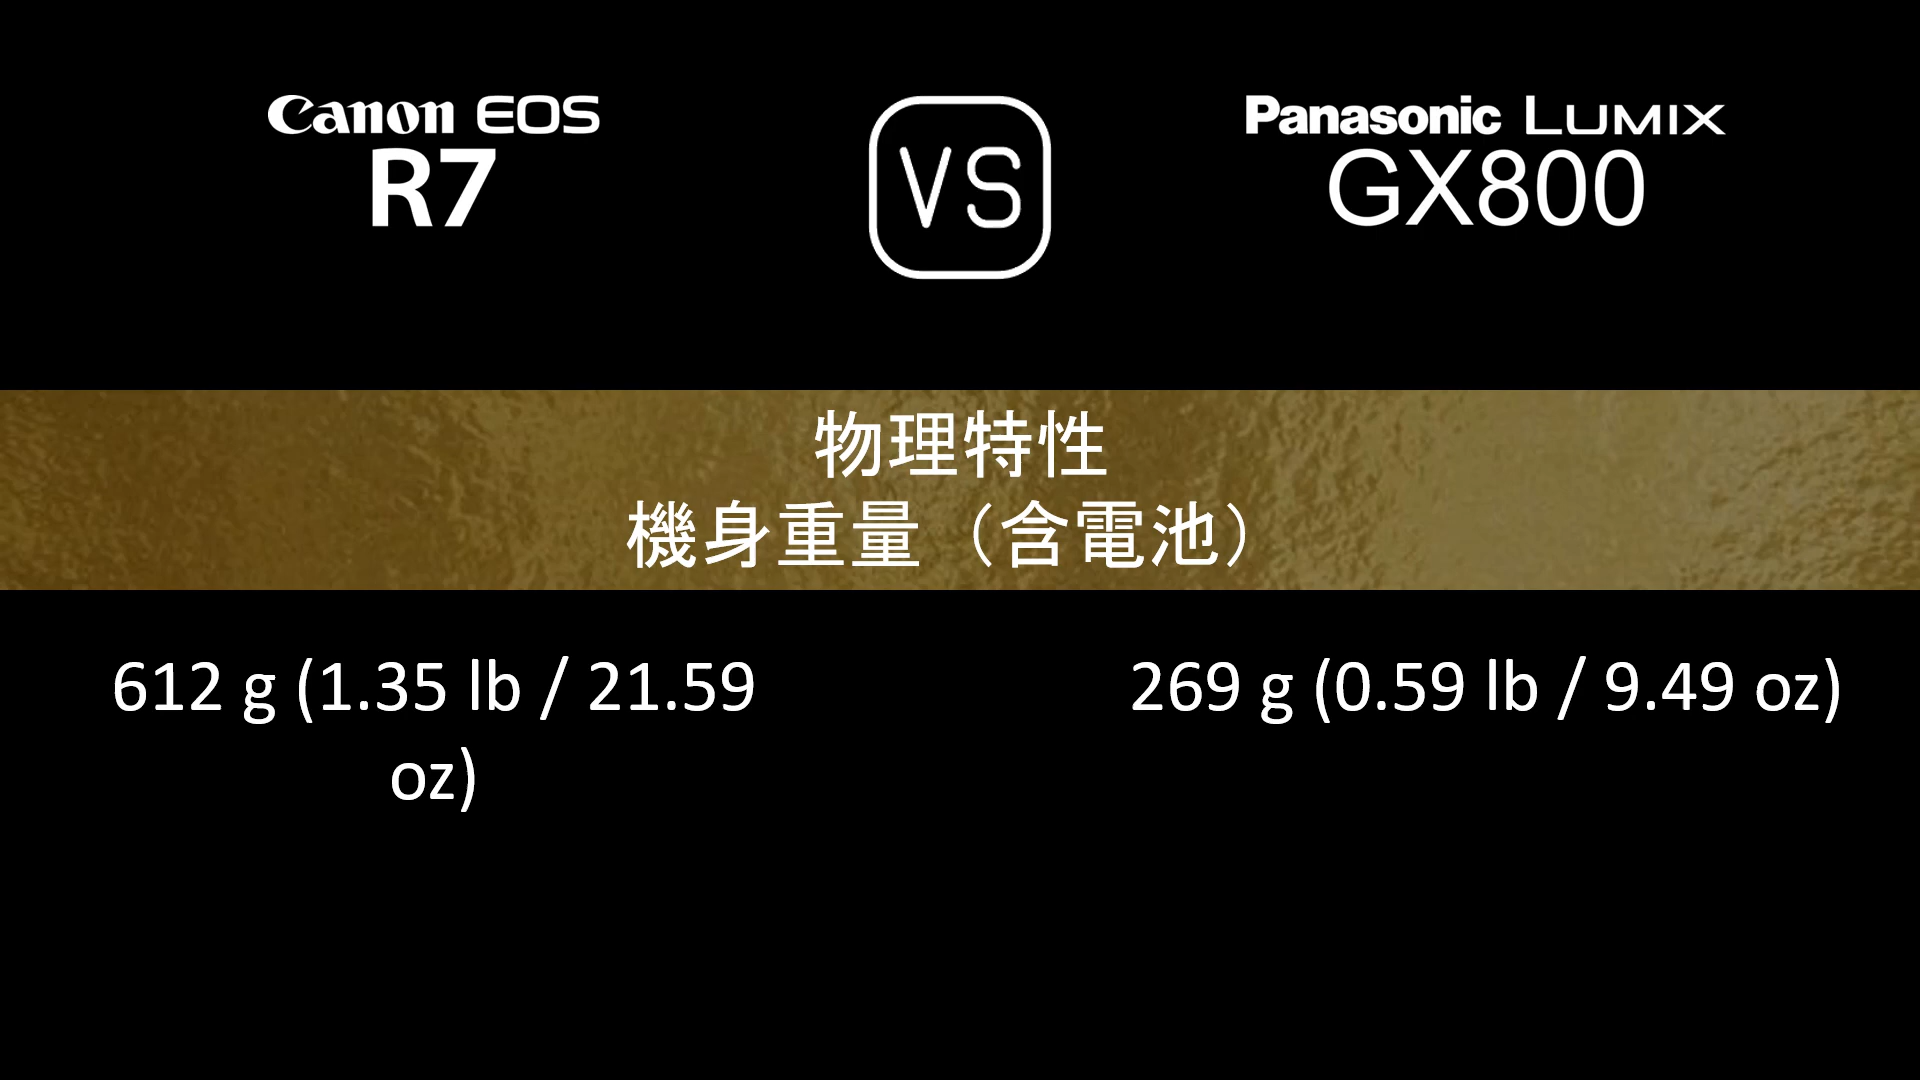 Canon EOS
R7
VS
Panasonic LUMIX
GX800
物理特性
機身重量（含電池）
612 g (1.35 lb / 21.59
oz)
269 g (0.59 lb / 9.49 oz)